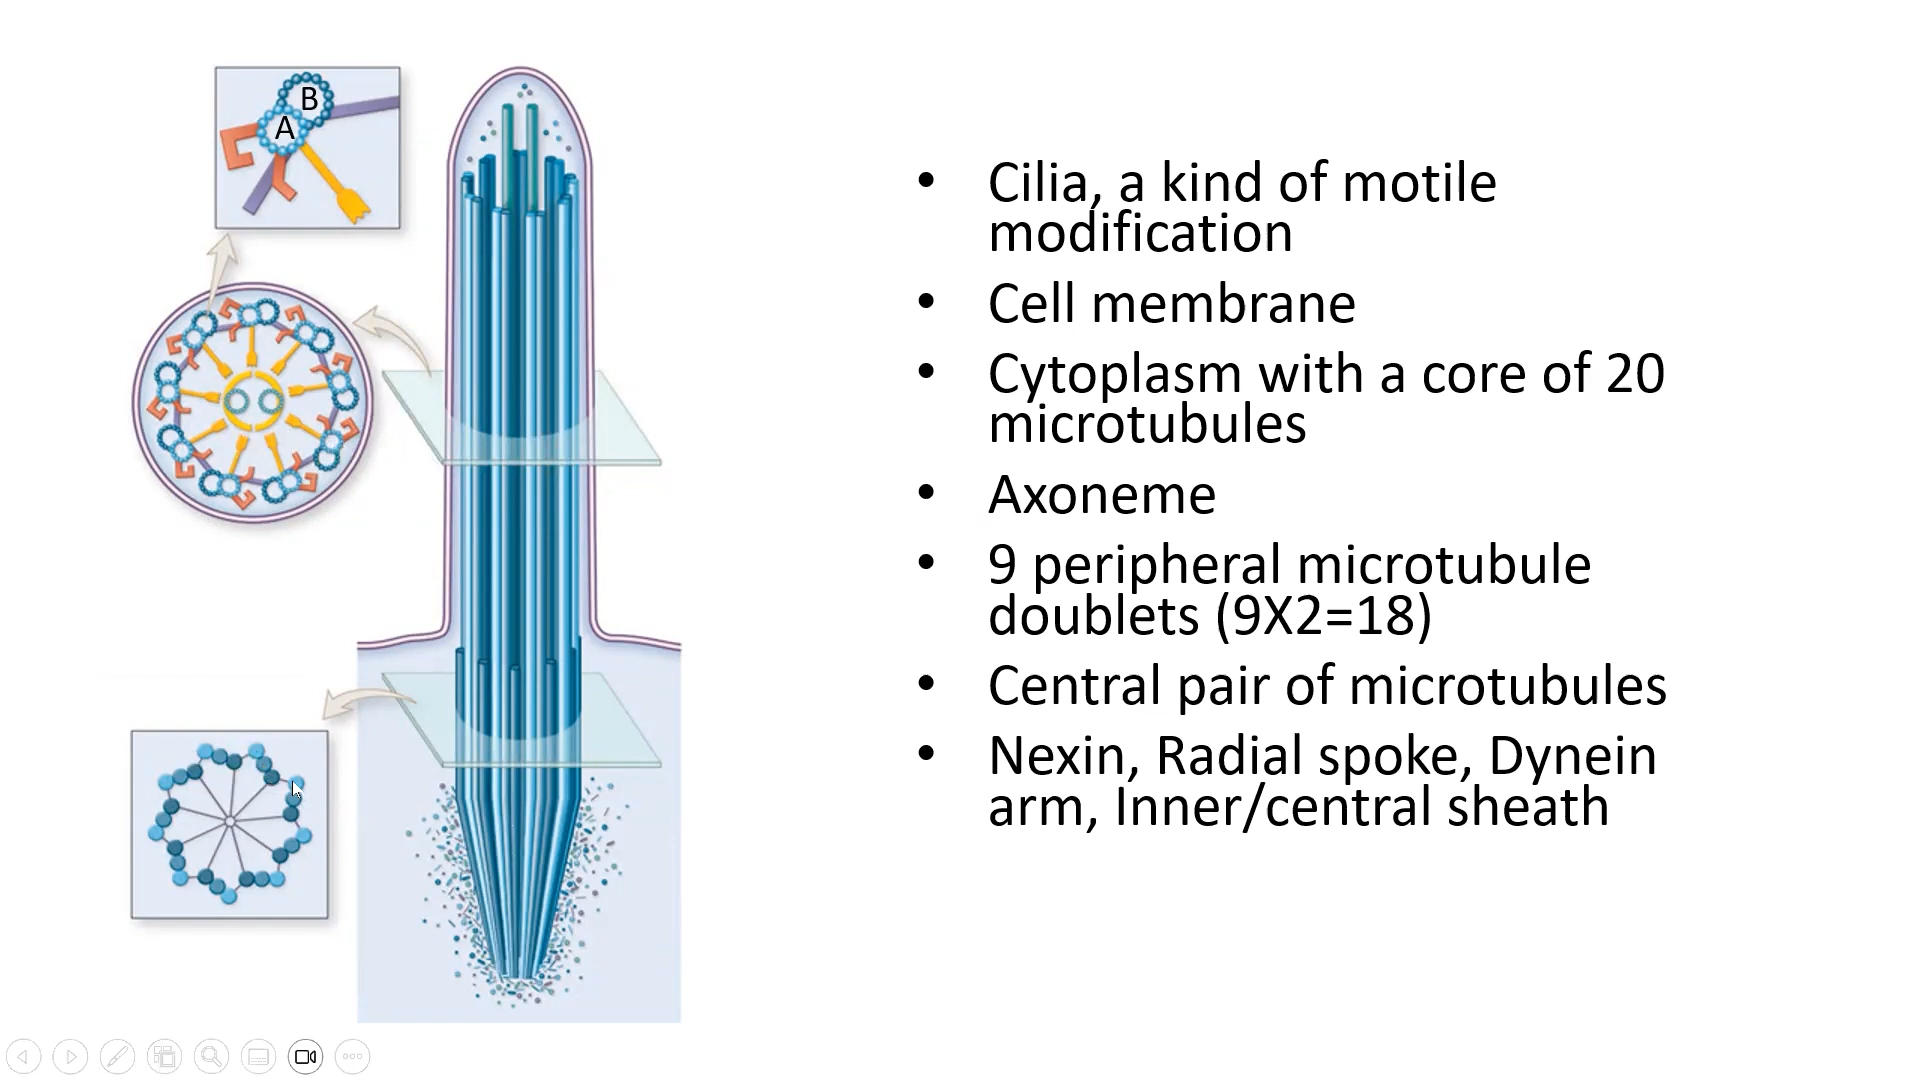 B
A
• Cilia, a kind of motile
modification
• Cell membrane
• Cytoplasm with a core of 20
microtubules
• Axoneme
• 9 peripheral microtubule
doublets (9X2=18)
• Central pair of microtubules
• Nexin, Radial spoke, Dynein
arm, Inner/central sheath